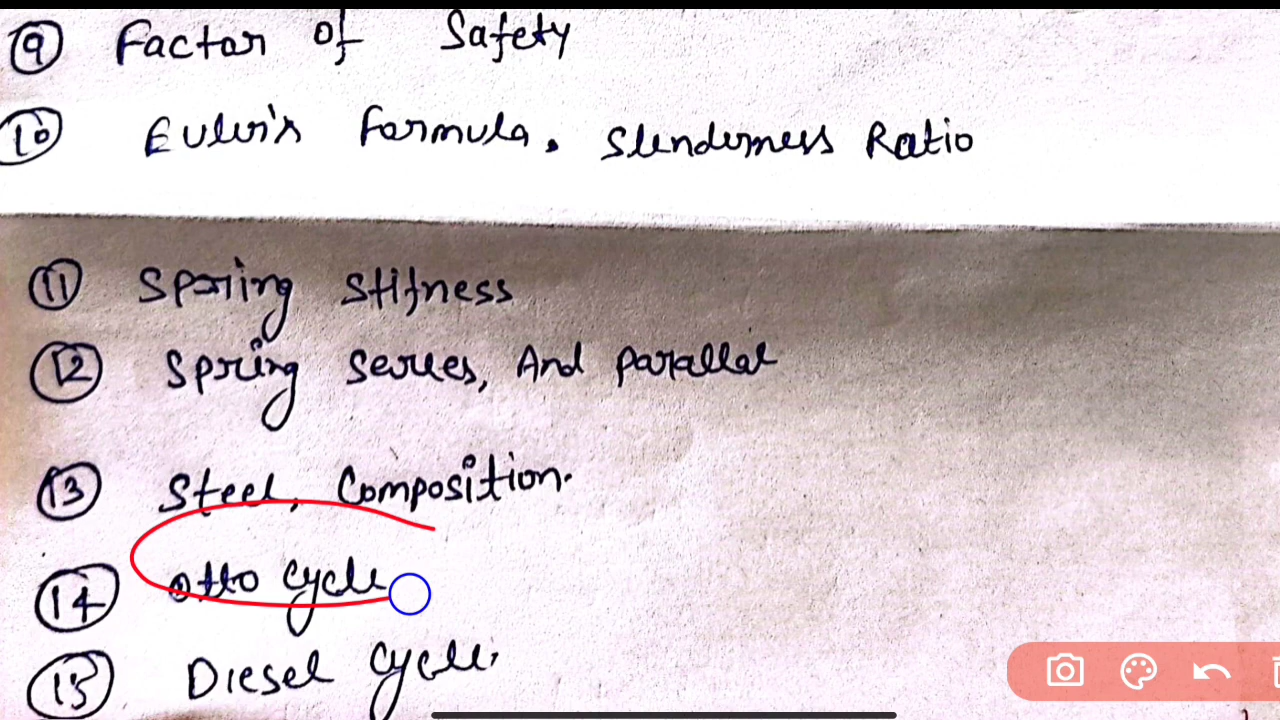 9 Factor of Safety
10 Euler's Formula. Slenderness Ratio
11 Spring Stifness
12 Spring Series, And Parallal
13 Steel, Composition.
14 Otto Cycle
15 Diesel Cycle.